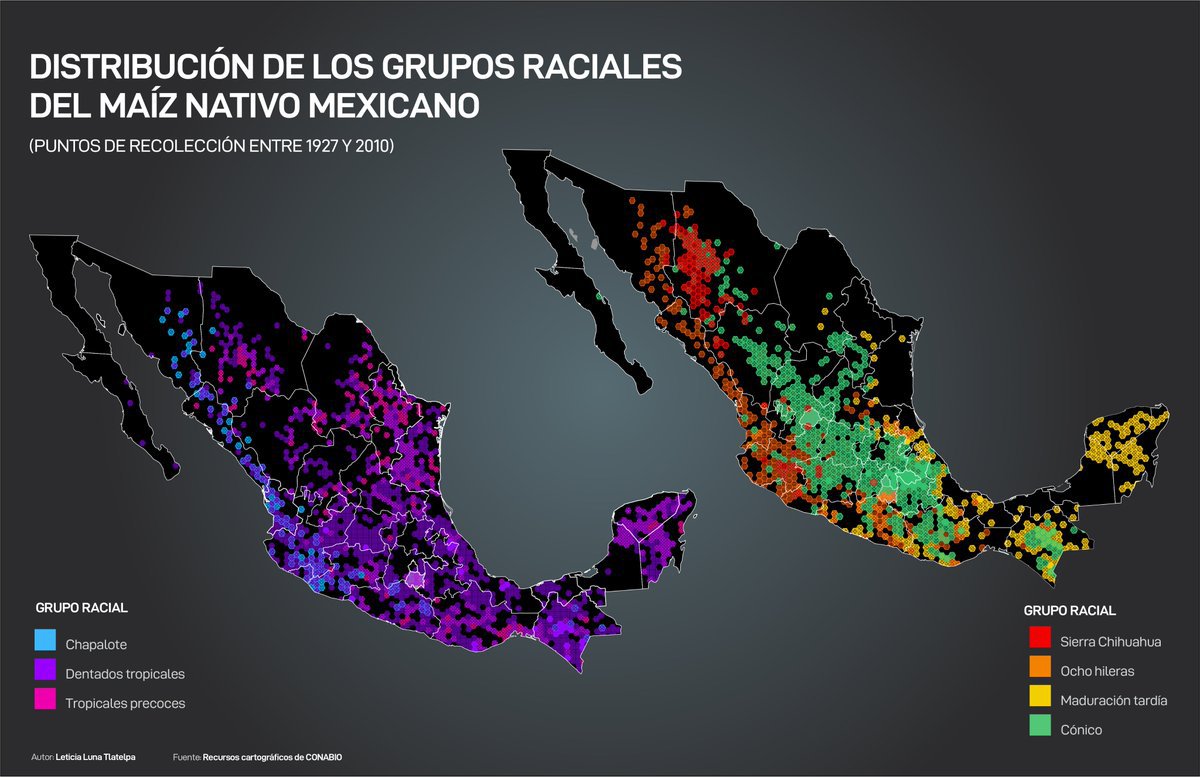 DISTRIBUCIÓN DE LOS GRUPOS RACIALES
DEL MAÍZ NATIVO MEXICANO
(PUNTOS DE RECOLECCIÓN ENTRE 1927 Y 2010)
GRUPO RACIAL
Chapalote
Dentados tropicales
Tropicales precoces
GRUPO RACIAL
Sierra Chihuahua
Ocho hileras
Maduración tardía
Cónico
Autor: Leticia Luna Tlatelpa
Fuente: Recursos cartográficos de CONABIO